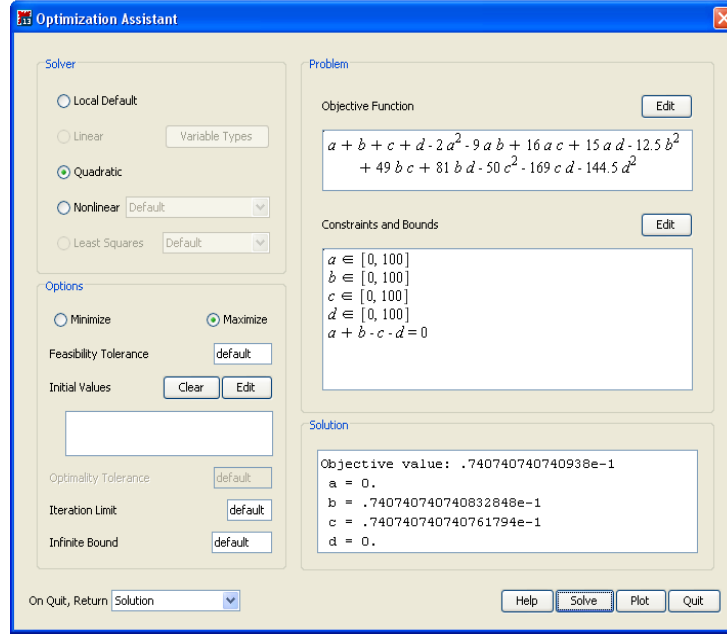 Optimization Assistant
Solver
Local Default
Linear Variable Types
Quadratic
Nonlinear Default
Least Squares Default
Options
Minimize Maximize
Feasibility Tolerance default
Initial Values Clear Edit
Optimality Tolerance default
Iteration Limit default
Infinite Bound default
Problem
Objective Function Edit
a + b + c + d - 2 a² - 9 a b + 16 a c + 15 a d - 12.5 b²
+ 49 b c + 81 b d - 50 c² - 169 c d - 144.5 d²
Constraints and Bounds Edit
a ∈ [0, 100]
b ∈ [0, 100]
c ∈ [0, 100]
d ∈ [0, 100]
a + b - c - d = 0
Solution
Objective value: .740740740740938e-1
a = 0.
b = .740740740740832848e-1
c = .740740740740761794e-1
d = 0.
On Quit, Return Solution
Help Solve Plot Quit